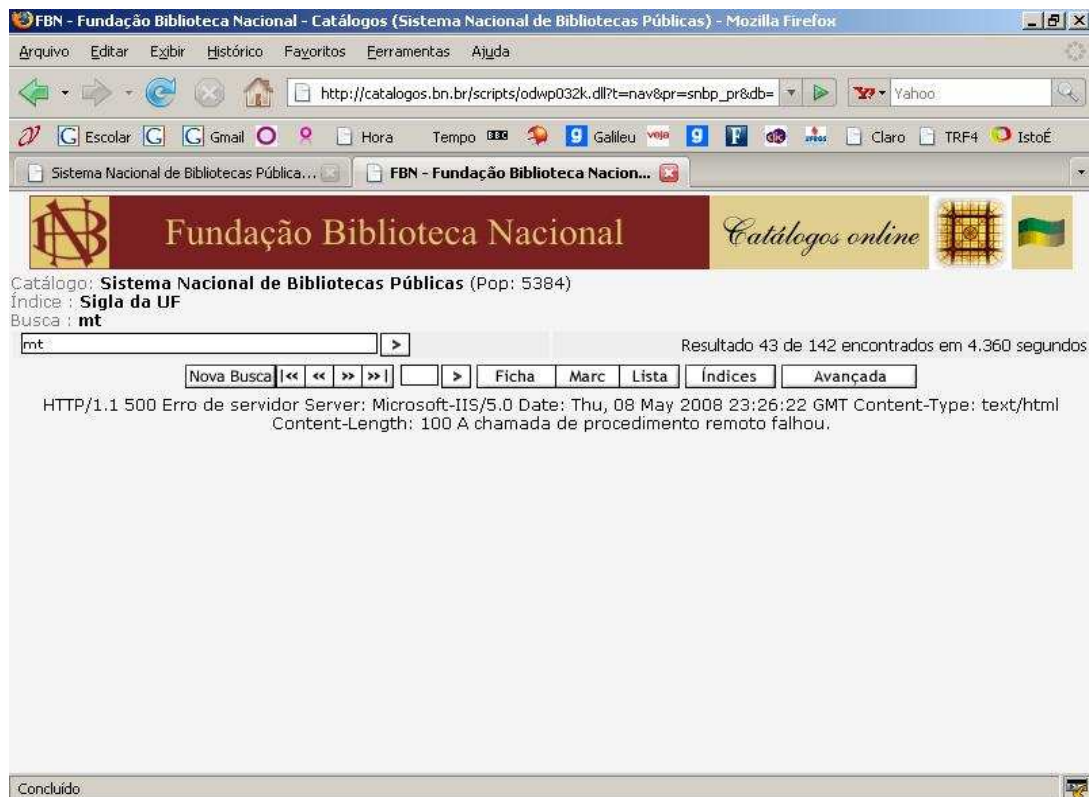 FBN - Fundação Biblioteca Nacional - Catálogos (Sistema Nacional de Bibliotecas Públicas) - Mozilla Firefox
Arquivo Editar Exibir Histórico Favoritos Ferramentas Ajuda
http://catalogos.bn.br/scripts/odwp032k.dll?t=nav&pr=snbp_pr&db= Yahoo
Escolar Gmail Hora Tempo BBC Galileu veja Claro TRF4 IstoÉ
Sistema Nacional de Bibliotecas Pública... FBN - Fundação Biblioteca Nacion...
Fundação Biblioteca Nacional Catálogos online
Catálogo: Sistema Nacional de Bibliotecas Públicas (Pop: 5384)
Índice : Sigla da UF
Busca : mt
mt > Resultado 43 de 142 encontrados em 4.360 segundos
Nova Busca |<< << >> >>| > Ficha Marc Lista Índices Avançada
HTTP/1.1 500 Erro de servidor Server: Microsoft-IIS/5.0 Date: Thu, 08 May 2008 23:26:22 GMT Content-Type: text/html
Content-Length: 100 A chamada de procedimento remoto falhou.
Concluído